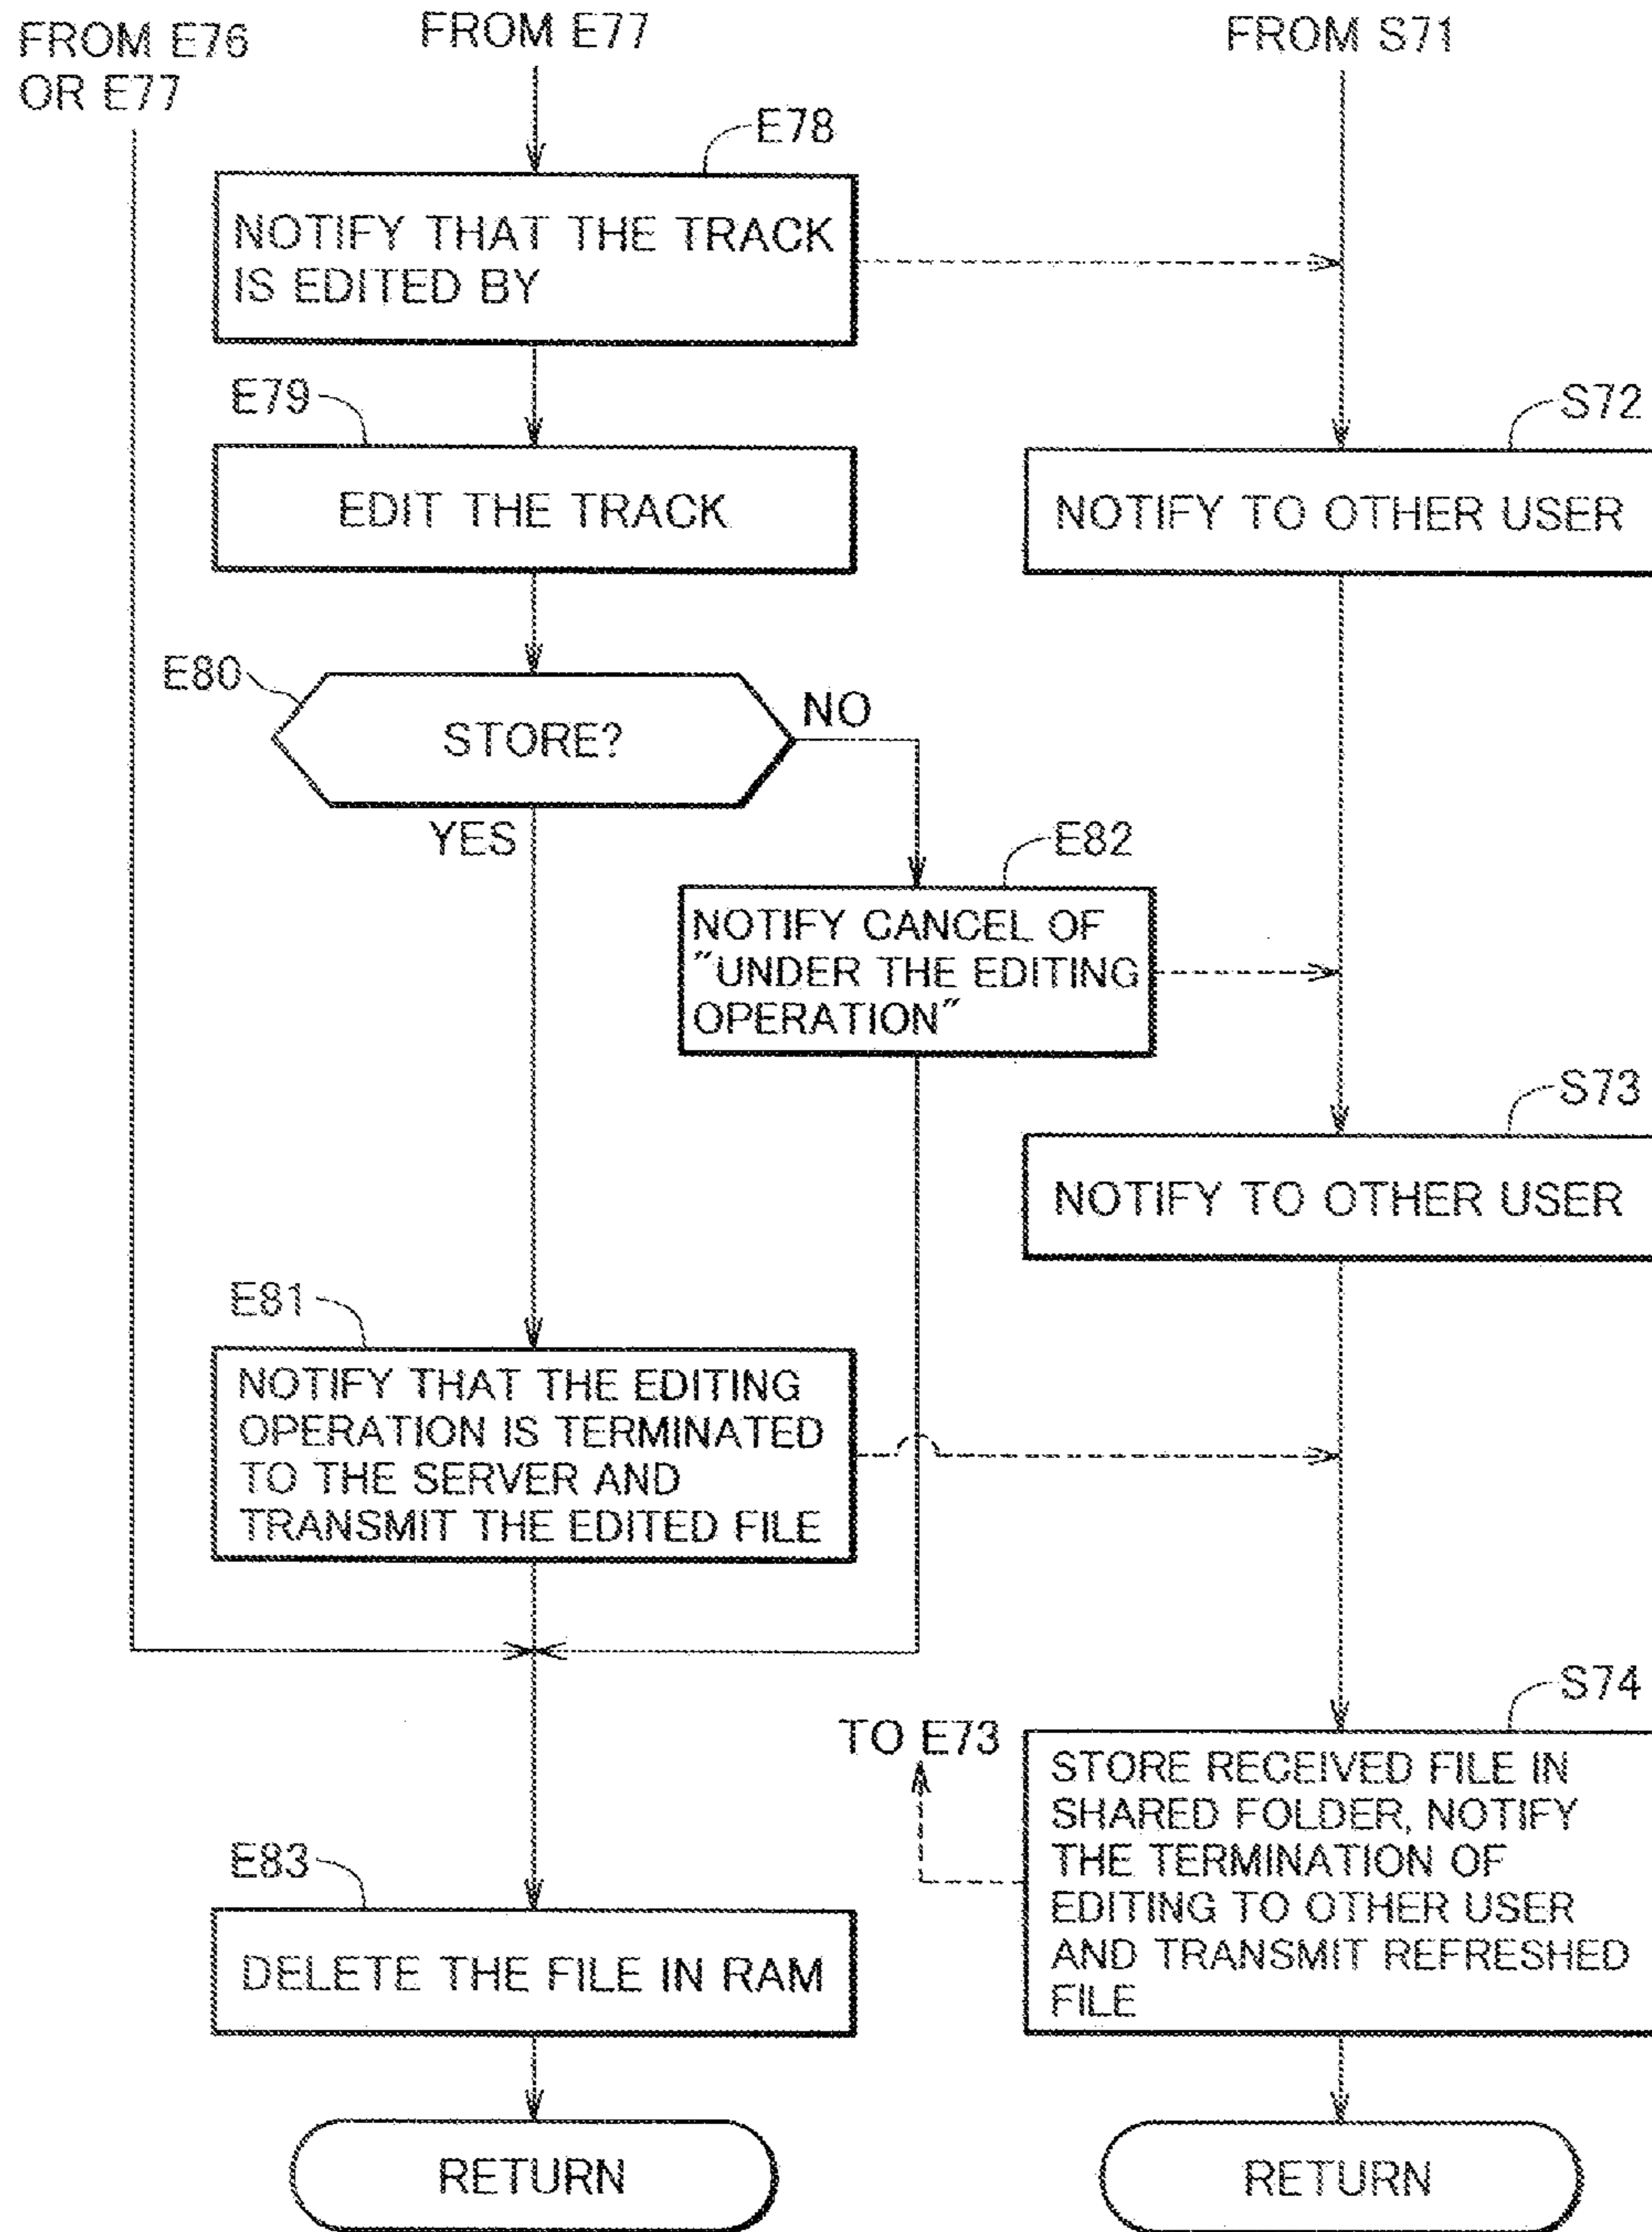 FROM E76
OR E77
FROM E77
FROM S71
E78
NOTIFY THAT THE TRACK
IS EDITED BY
E79
EDIT THE TRACK
S72
NOTIFY TO OTHER USER
E80
STORE?
NO
YES
E82
NOTIFY CANCEL OF
"UNDER THE EDITING
OPERATION"
S73
NOTIFY TO OTHER USER
E81
NOTIFY THAT THE EDITING
OPERATION IS TERMINATED
TO THE SERVER AND
TRANSMIT THE EDITED FILE
S74
TO E73
STORE RECEIVED FILE IN
SHARED FOLDER, NOTIFY
THE TERMINATION OF
EDITING TO OTHER USER
AND TRANSMIT REFRESHED
FILE
E83
DELETE THE FILE IN RAM
RETURN
RETURN